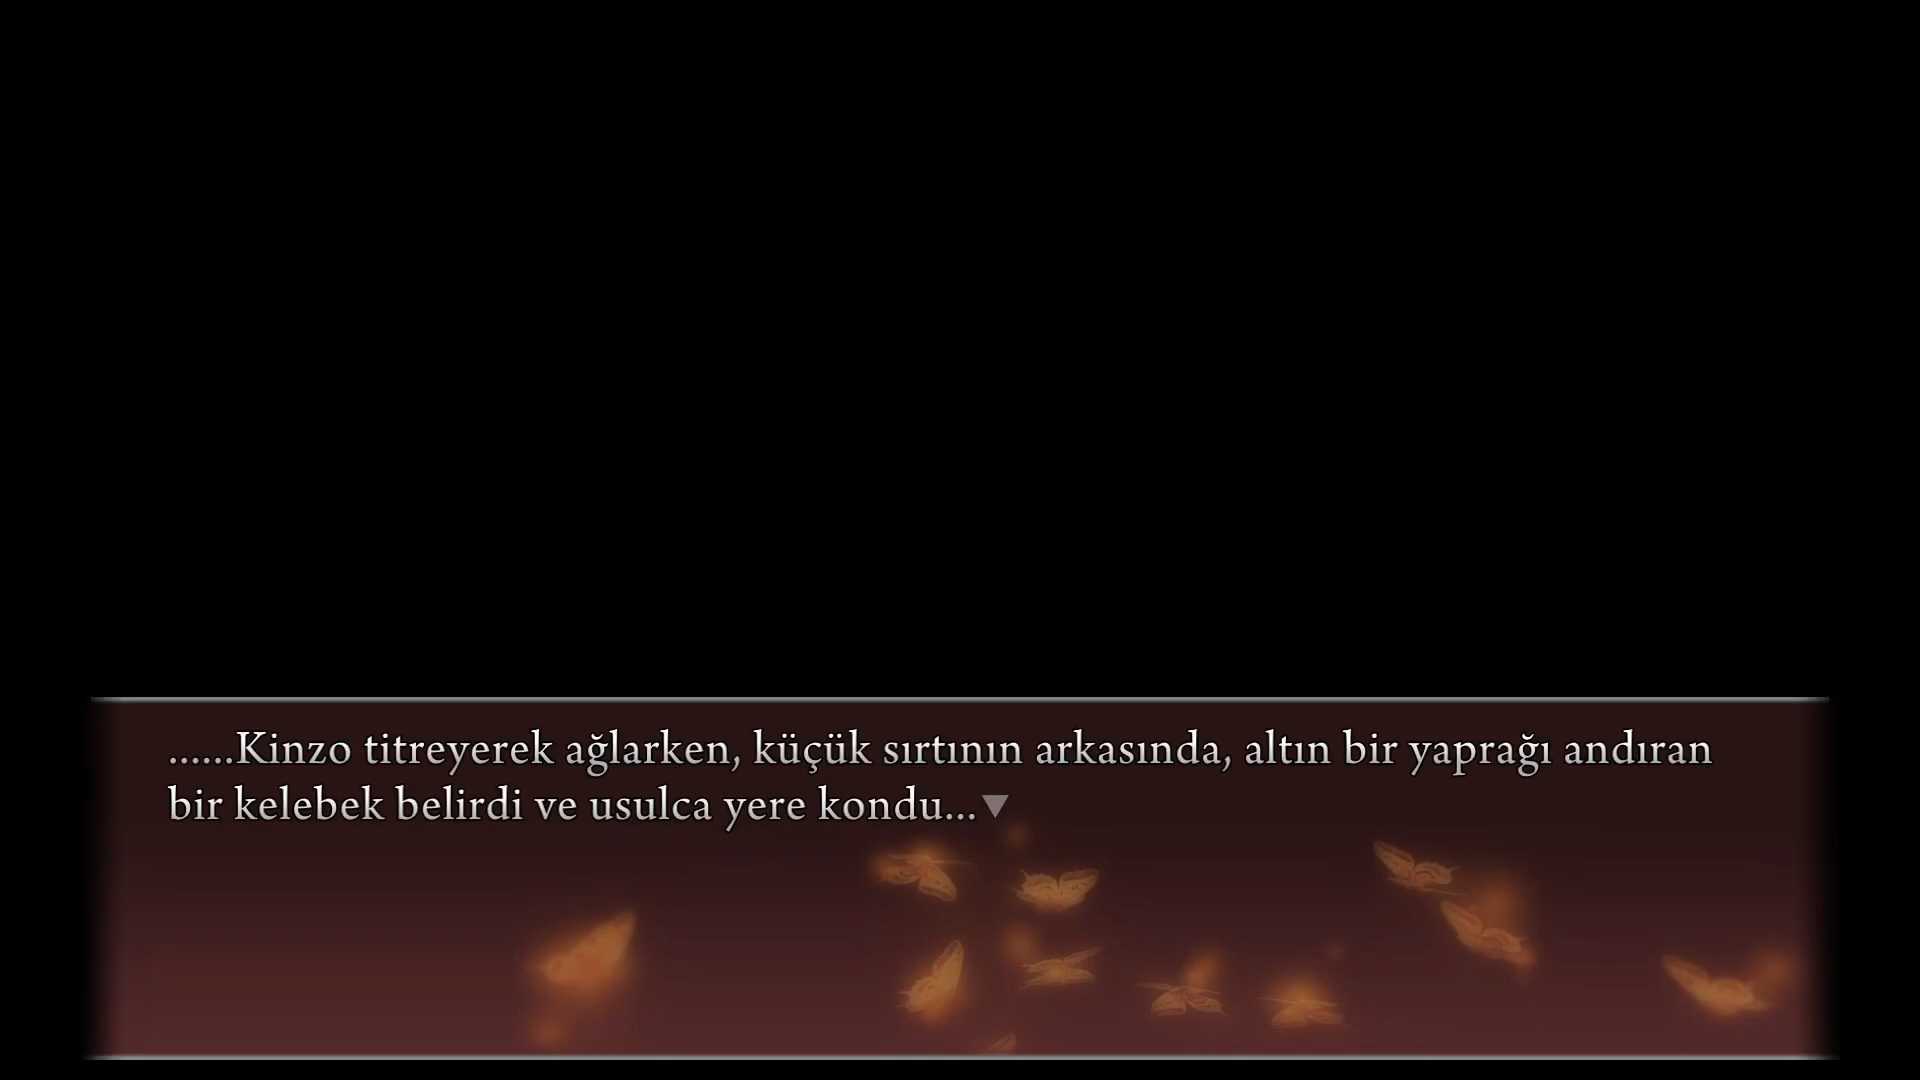 ......Kinzo titreyerek ağlarken, küçük sırtının arkasında, altın bir yaprağı andıran
bir kelebek belirdi ve usulca yere kondu...